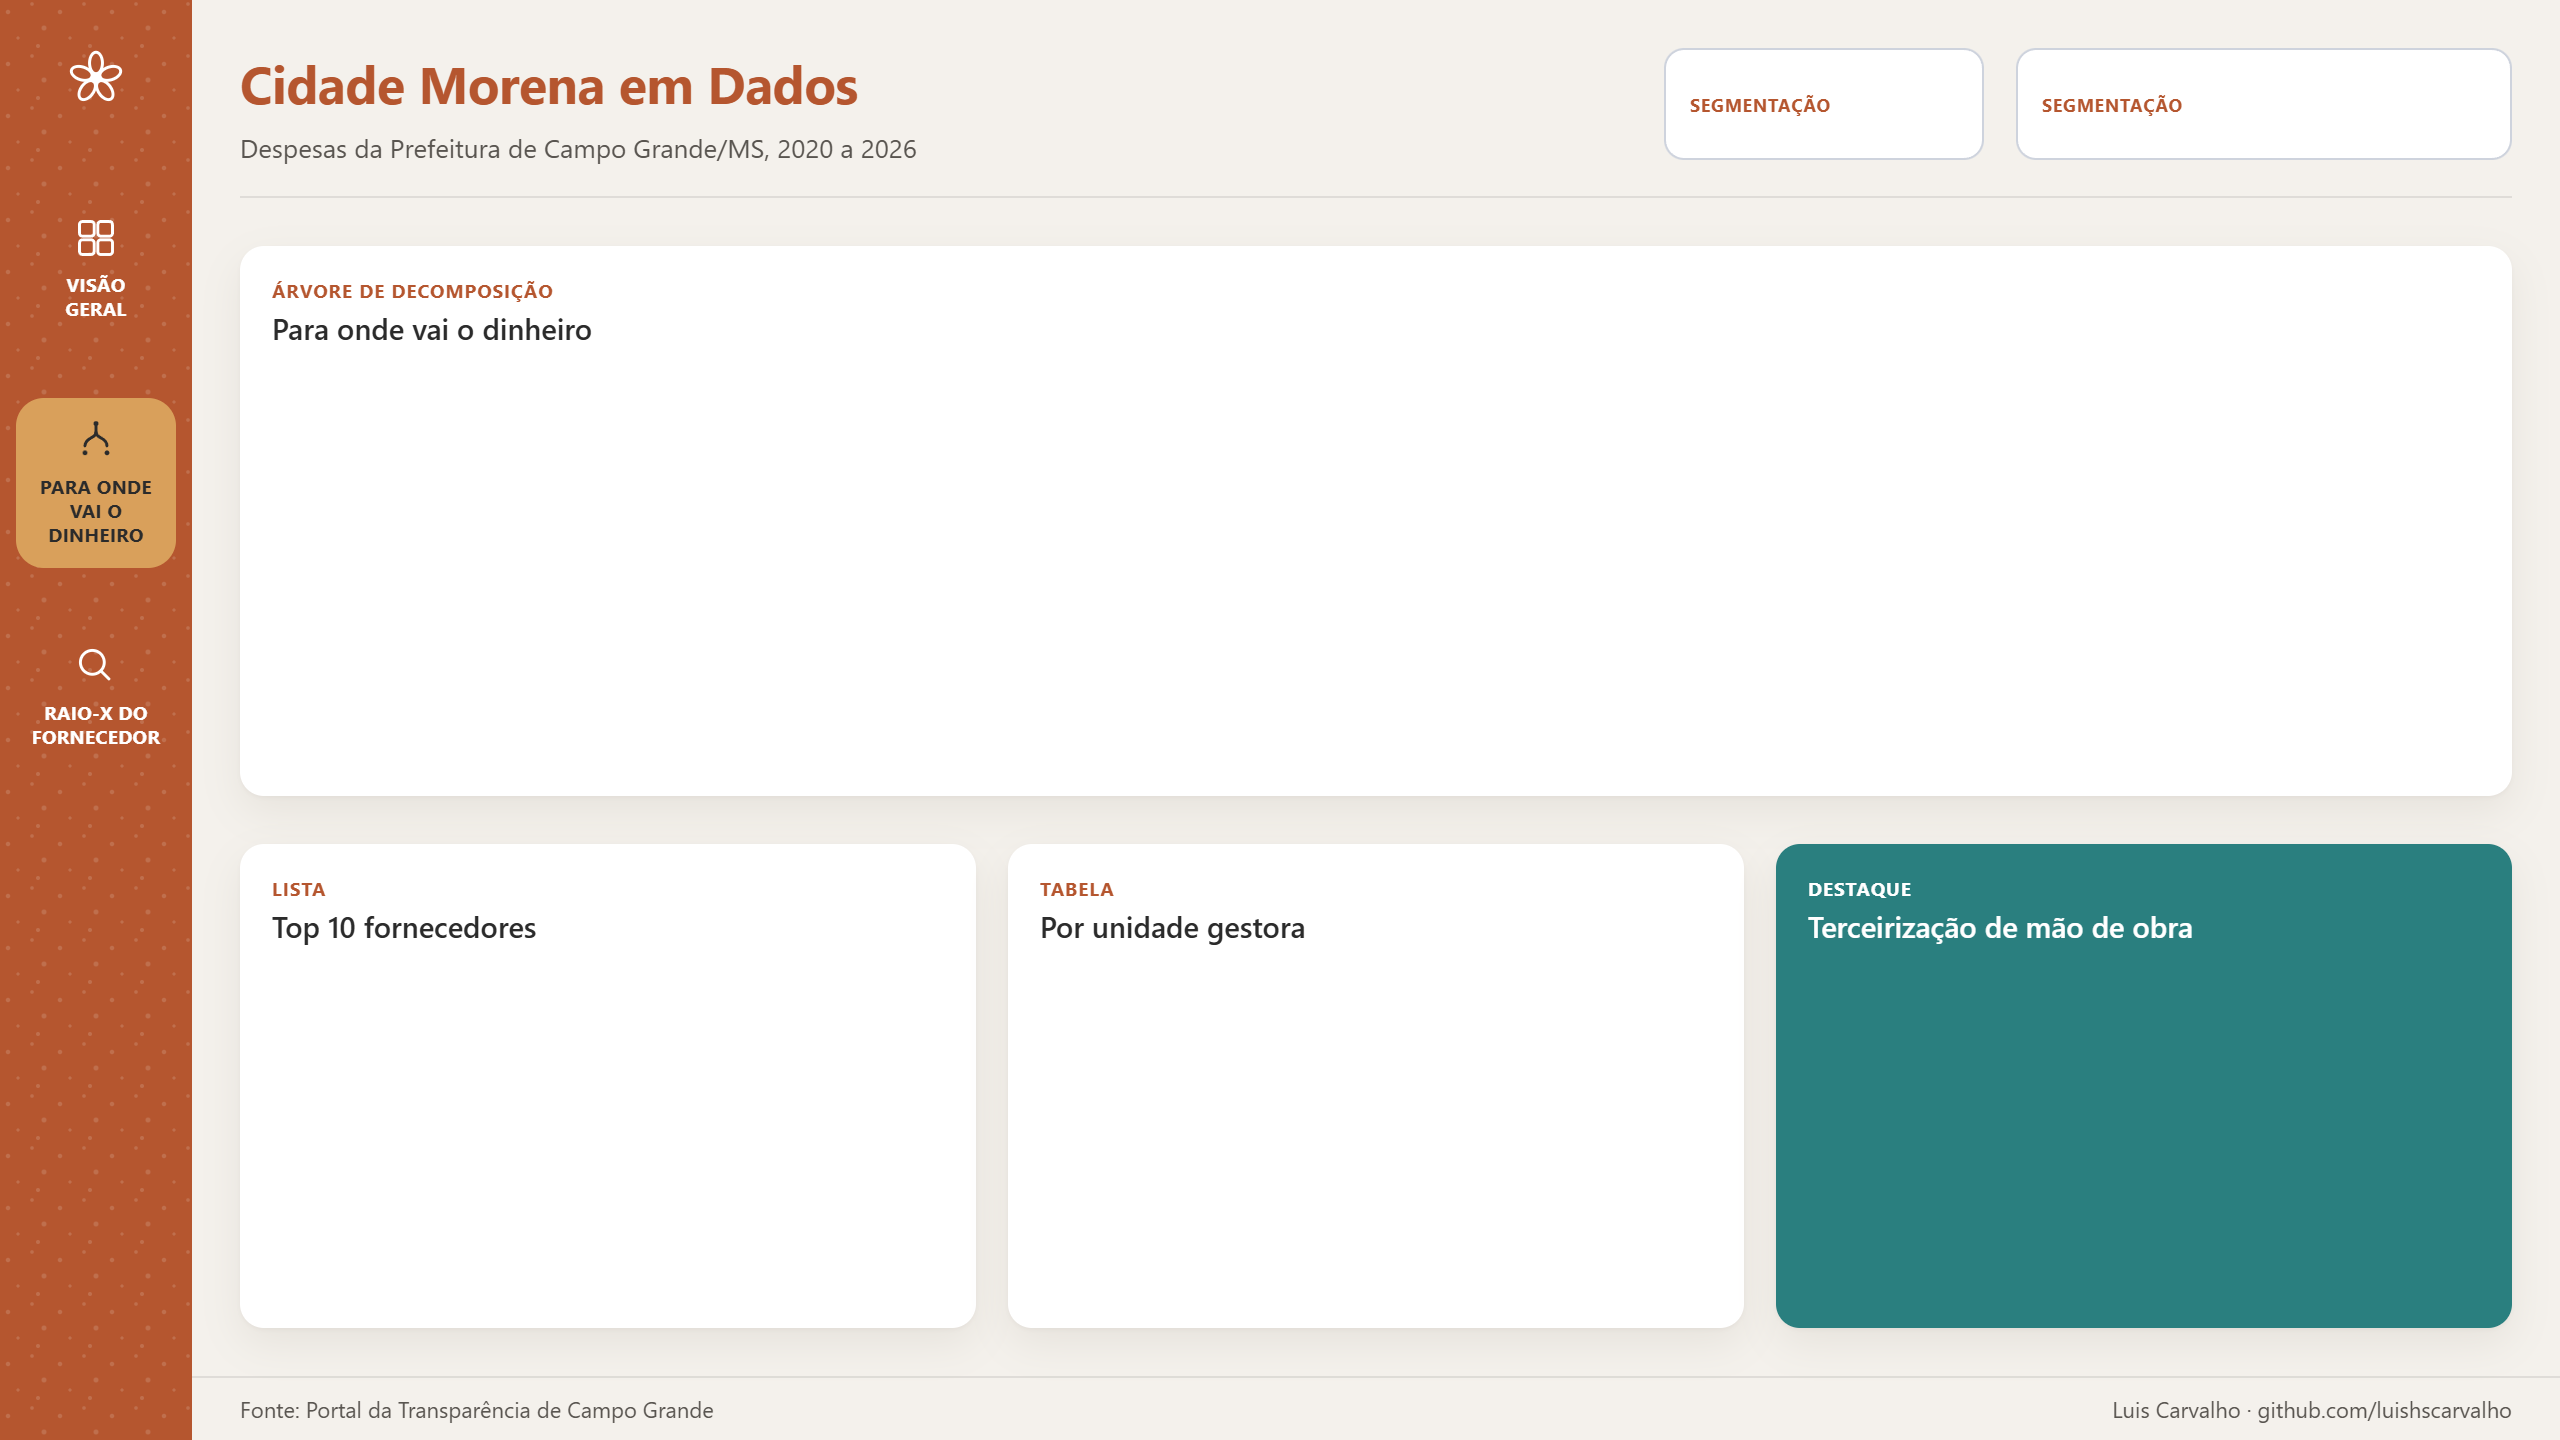 VISÃO
GERAL
PARA ONDE
VAI O
DINHEIRO
RAIO-X DO
FORNECEDOR
Cidade Morena em Dados
Despesas da Prefeitura de Campo Grande/MS, 2020 a 2026
SEGMENTAÇÃO
SEGMENTAÇÃO
ÁRVORE DE DECOMPOSIÇÃO
Para onde vai o dinheiro
LISTA
Top 10 fornecedores
TABELA
Por unidade gestora
DESTAQUE
Terceirização de mão de obra
Fonte: Portal da Transparência de Campo Grande
Luis Carvalho · github.com/luishscarvalho